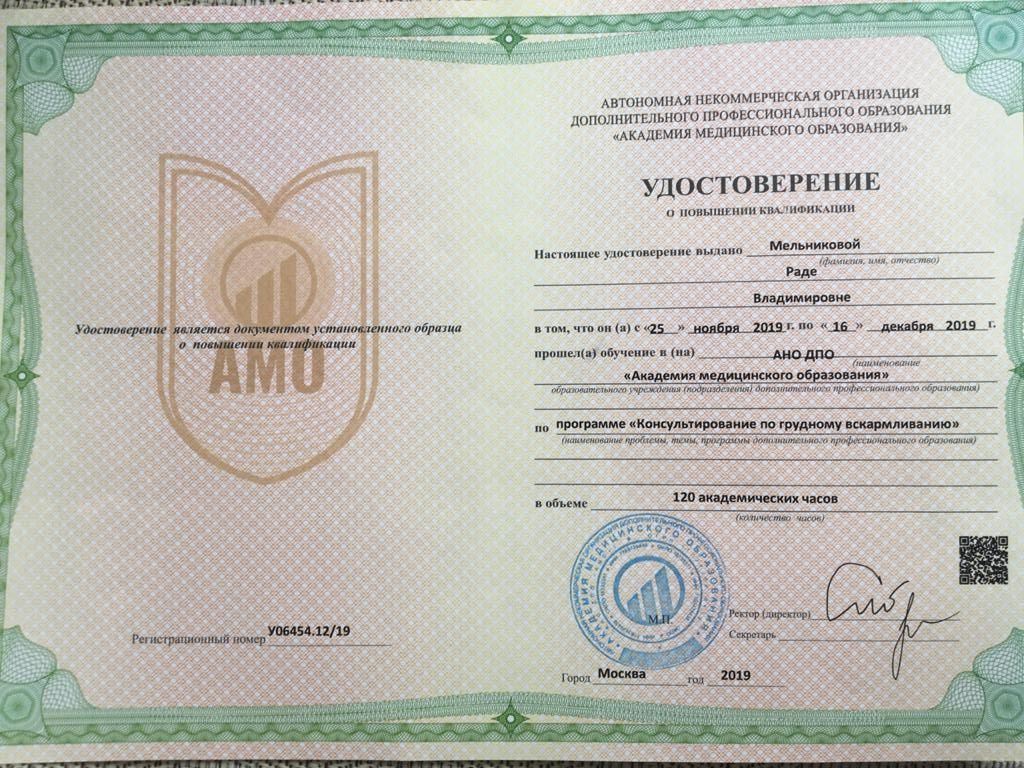 Удостоверение является документом установленного образца
о повышении квалификации
АМО
Регистрационный номер У06454.12/19
АВТОНОМНАЯ НЕКОММЕРЧЕСКАЯ ОРГАНИЗАЦИЯ
ДОПОЛНИТЕЛЬНОГО ПРОФЕССИОНАЛЬНОГО ОБРАЗОВАНИЯ
«АКАДЕМИЯ МЕДИЦИНСКОГО ОБРАЗОВАНИЯ»
УДОСТОВЕРЕНИЕ
О ПОВЫШЕНИИ КВАЛИФИКАЦИИ
Настоящее удостоверение выдано Мельниковой
(фамилия, имя, отчество)
Раде
Владимировне
в том, что он (а) с «25 » ноября 2019 г. по « 16 » декабря 2019 г.
прошел(а) обучение в (на) АНО ДПО
(наименование
«Академия медицинского образования»
образовательного учреждения (подразделения) дополнительного профессионального образования)
по программе «Консультирование по грудному вскармливанию»
(наименование проблемы, темы, программы дополнительного профессионального образования)
в объеме 120 академических часов
(количество часов)
АКАДЕМИЯ МЕДИЦИНСКОГО ОБРАЗОВАНИЯ
М.П.
Ректор (директор)
Секретарь
Город Москва год 2019